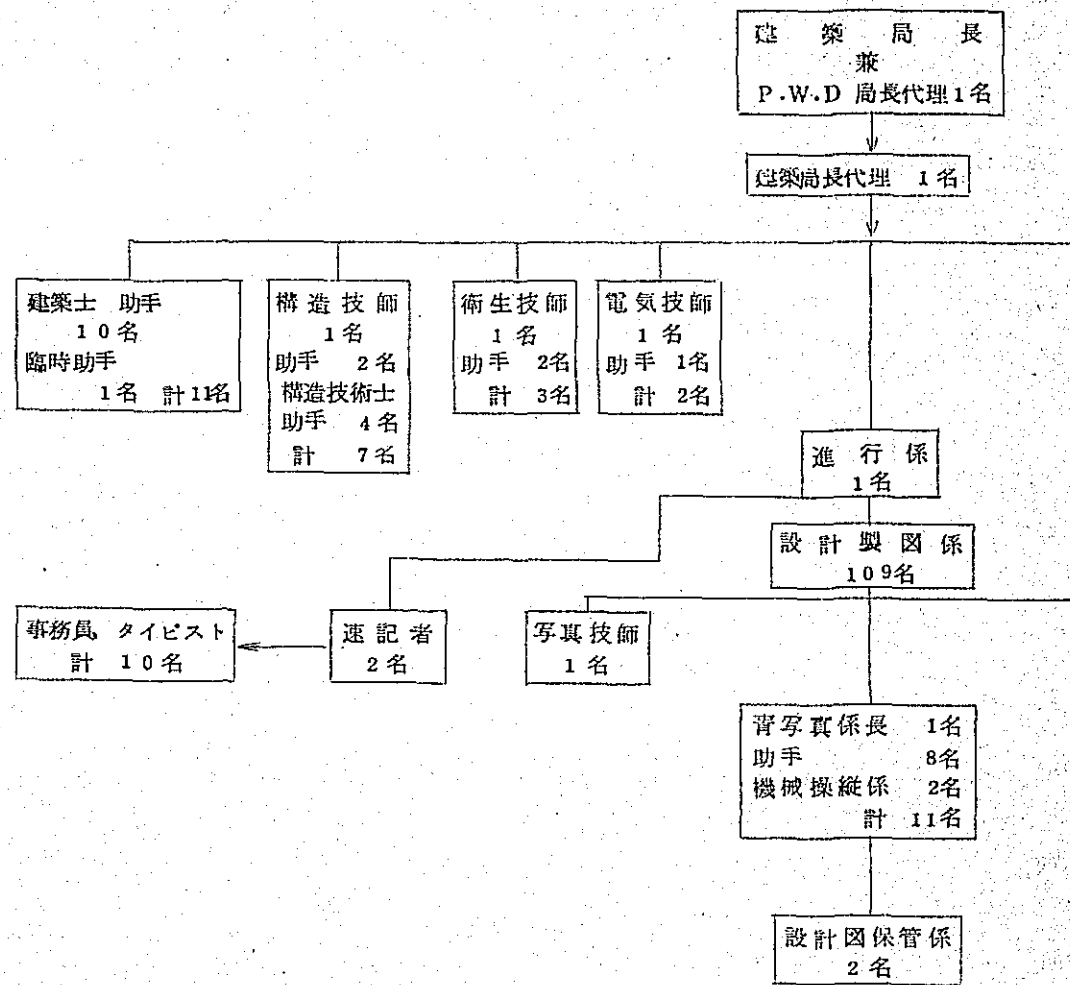 建築局長
兼
P.W.D 局長代理1名
建築局長代理 1名
建築士 助手
10名
臨時助手
1名 計11名
構造技師
1名
助手 2名
構造技術士
助手 4名
計 7名
衛生技師
1名
助手 2名
計 3名
電気技師
1名
助手 1名
計 2名
進行係
1名
設計製図係
109名
事務員、タイピスト
計 10名
速記者
2名
写真技師
1名
青写真係長 1名
助手 8名
機械操縦係 2名
計 11名
設計図保管係
2名